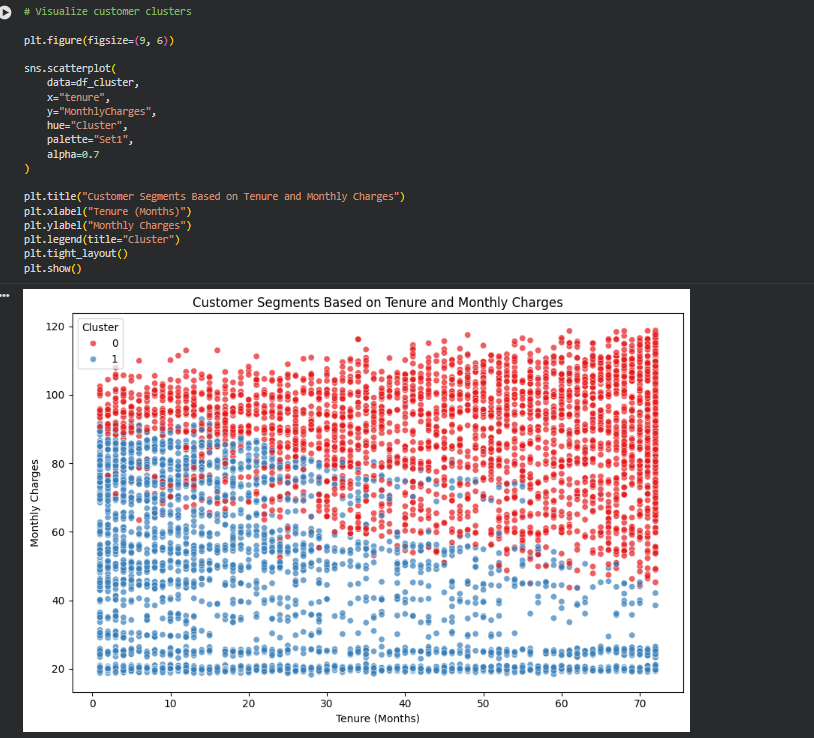 # Visualize customer clusters
plt.figure(figsize=(9, 6))
sns.scatterplot(
    data=df_cluster,
    x="tenure",
    y="MonthlyCharges",
    hue="Cluster",
    palette="Set1",
    alpha=0.7
)
plt.title("Customer Segments Based on Tenure and Monthly Charges")
plt.xlabel("Tenure (Months)")
plt.ylabel("Monthly Charges")
plt.legend(title="Cluster")
plt.tight_layout()
plt.show()
Customer Segments Based on Tenure and Monthly Charges
Cluster
0
1
120
100
80
60
40
20
Monthly Charges
0 10 20 30 40 50 60 70
Tenure (Months)